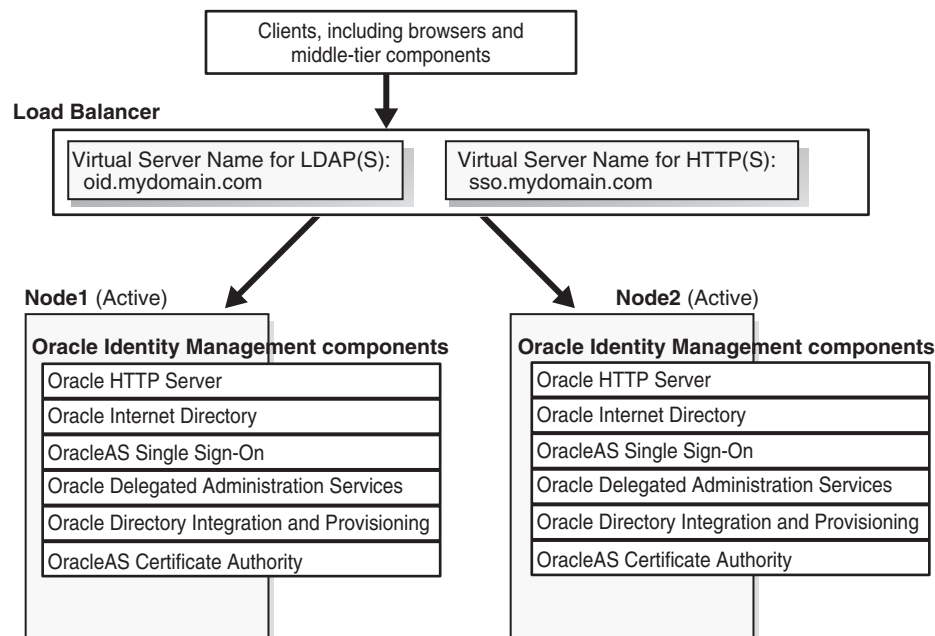 Clients, including browsers and
middle-tier components
Load Balancer
Virtual Server Name for LDAP(S):
oid.mydomain.com
Virtual Server Name for HTTP(S):
sso.mydomain.com
Node1 (Active)
Oracle Identity Management components
Oracle HTTP Server
Oracle Internet Directory
OracleAS Single Sign-On
Oracle Delegated Administration Services
Oracle Directory Integration and Provisioning
OracleAS Certificate Authority
Node2 (Active)
Oracle Identity Management components
Oracle HTTP Server
Oracle Internet Directory
OracleAS Single Sign-On
Oracle Delegated Administration Services
Oracle Directory Integration and Provisioning
OracleAS Certificate Authority